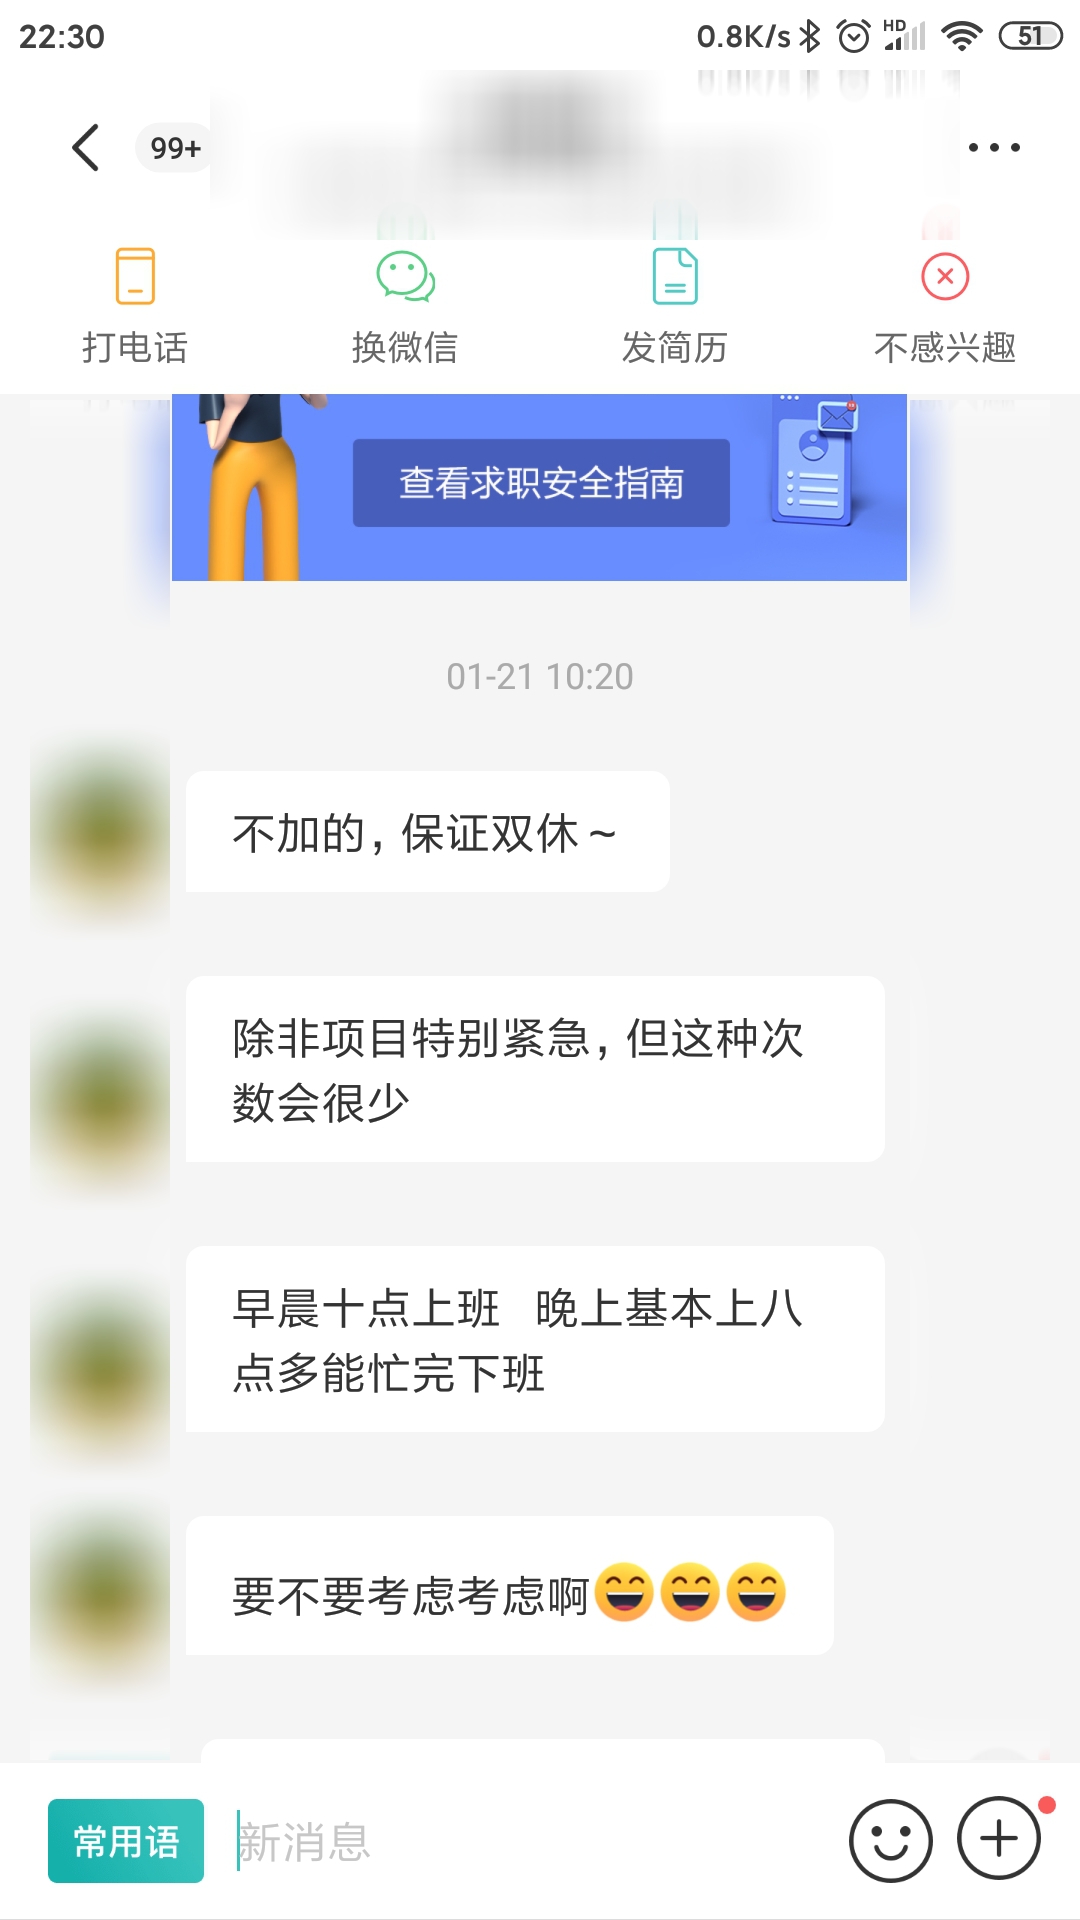 22:30
0.8K/s HD 51
99+
打电话
换微信
发简历
不感兴趣
查看求职安全指南
01-21 10:20
不加的，保证双休～
除非项目特别紧急，但这种次
数会很少
早晨十点上班 晚上基本上八
点多能忙完下班
要不要考虑考虑啊😄😄😄
常用语
新消息